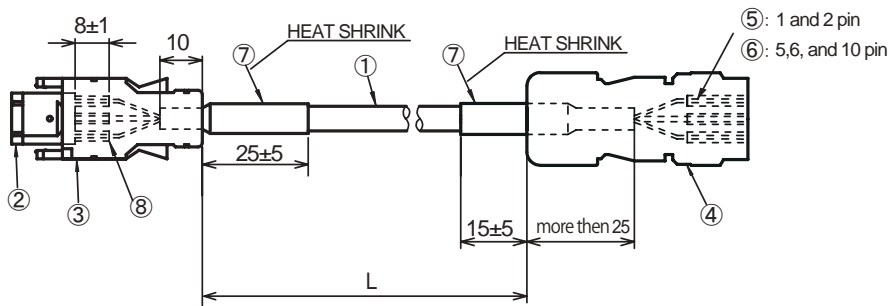 8±1
10
HEAT SHRINK
⑦
①
⑦
HEAT SHRINK
⑤: 1 and 2 pin
⑥: 5,6, and 10 pin
25±5
②
③
⑧
15±5
more then 25
④
L